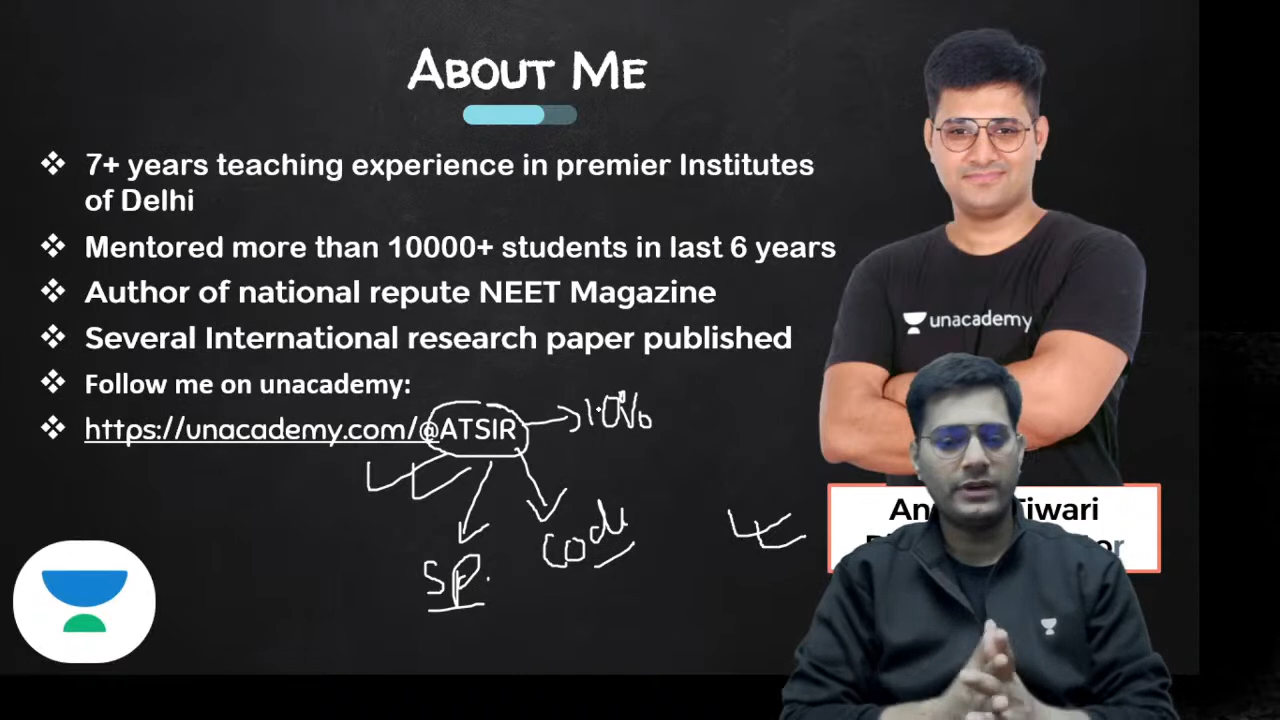 ABOUT ME
❖ 7+ years teaching experience in premier Institutes
of Delhi
❖ Mentored more than 10000+ students in last 6 years
❖ Author of national repute NEET Magazine
❖ Several International research paper published
❖ Follow me on unacademy:
❖ https://unacademy.com/@ATSIR
10%
code
SP.
unacademy
Tiwari